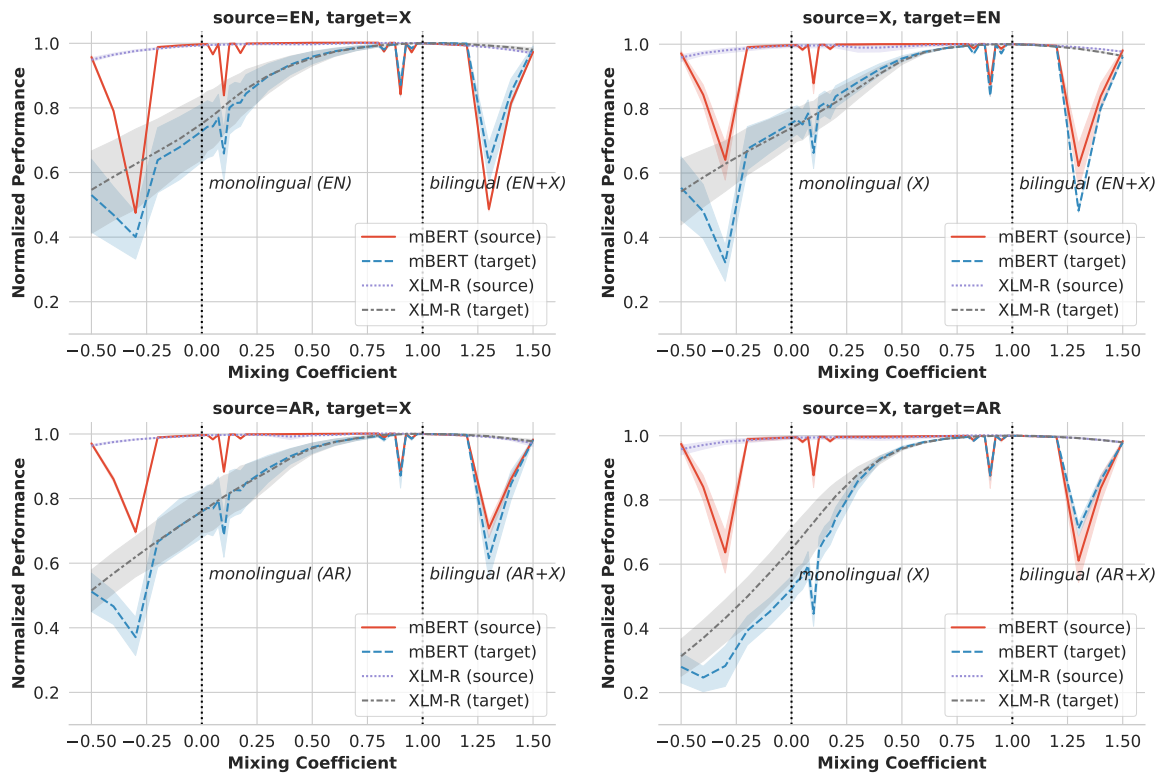 source=EN, target=X
Normalized Performance
1.0
0.8
0.6
0.4
0.2
monolingual (EN)
bilingual (EN+X)
mBERT (source)
mBERT (target)
XLM-R (source)
XLM-R (target)
−0.50 −0.25 0.00 0.25 0.50 0.75 1.00 1.25 1.50
Mixing Coefficient
source=X, target=EN
Normalized Performance
1.0
0.8
0.6
0.4
0.2
monolingual (X)
bilingual (EN+X)
mBERT (source)
mBERT (target)
XLM-R (source)
XLM-R (target)
−0.50 −0.25 0.00 0.25 0.50 0.75 1.00 1.25 1.50
Mixing Coefficient
source=AR, target=X
Normalized Performance
1.0
0.8
0.6
0.4
0.2
monolingual (AR)
bilingual (AR+X)
mBERT (source)
mBERT (target)
XLM-R (source)
XLM-R (target)
−0.50 −0.25 0.00 0.25 0.50 0.75 1.00 1.25 1.50
Mixing Coefficient
source=X, target=AR
Normalized Performance
1.0
0.8
0.6
0.4
0.2
monolingual (X)
bilingual (AR+X)
mBERT (source)
mBERT (target)
XLM-R (source)
XLM-R (target)
−0.50 −0.25 0.00 0.25 0.50 0.75 1.00 1.25 1.50
Mixing Coefficient